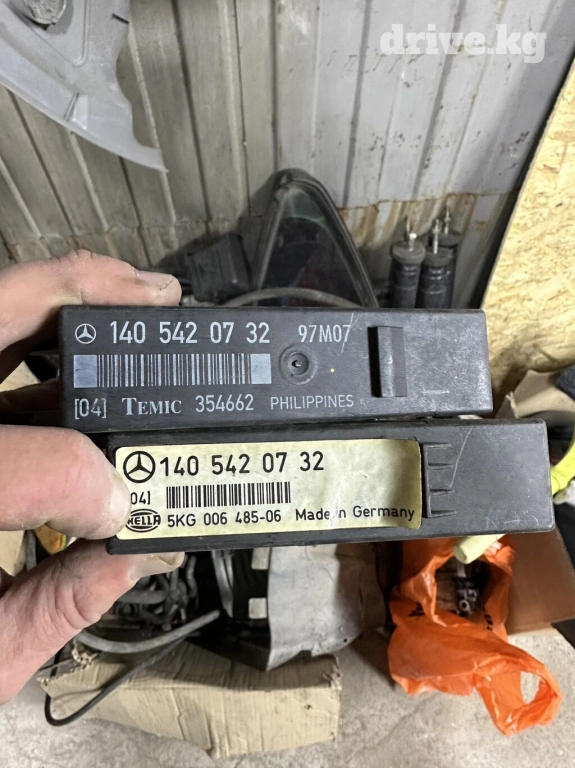 drive.kg
140 542 07 32 97M07
[04] TEMIC 354662 PHILIPPINES
140 542 07 32
04]
HELLA 5KG 006 485-06 Made in Germany